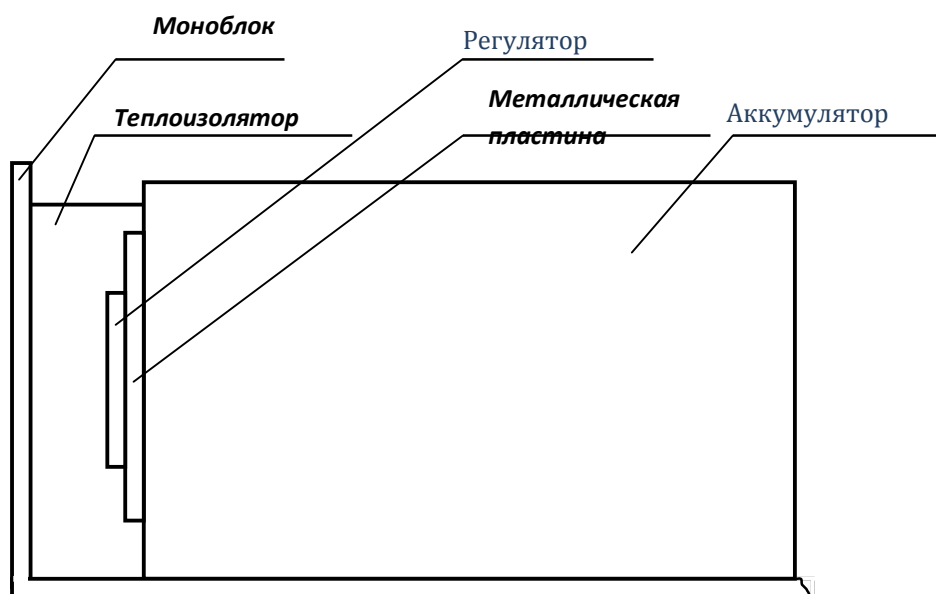 Моноблок
Регулятор
Металлическая
пластина
Теплоизолятор
Аккумулятор